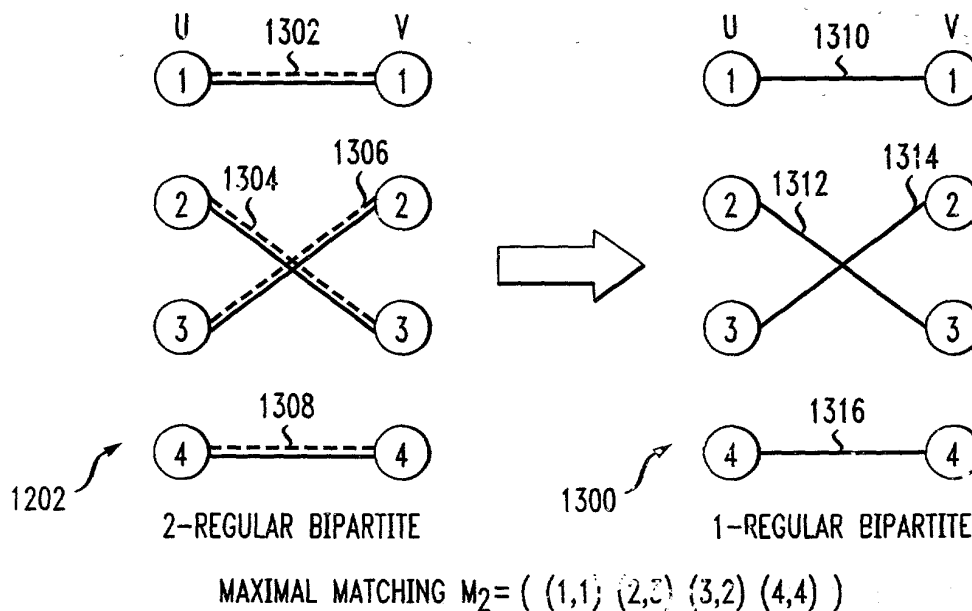 U 1302 V
1 1
1304 1306
2 2
3 3
1308
4 4
1202
2-REGULAR BIPARTITE
U 1310 V
1 1
1312 1314
2 2
3 3
1316
4 4
1300
1-REGULAR BIPARTITE
MAXIMAL MATCHING M2 = ( (1,1) (2,3) (3,2) (4,4) )